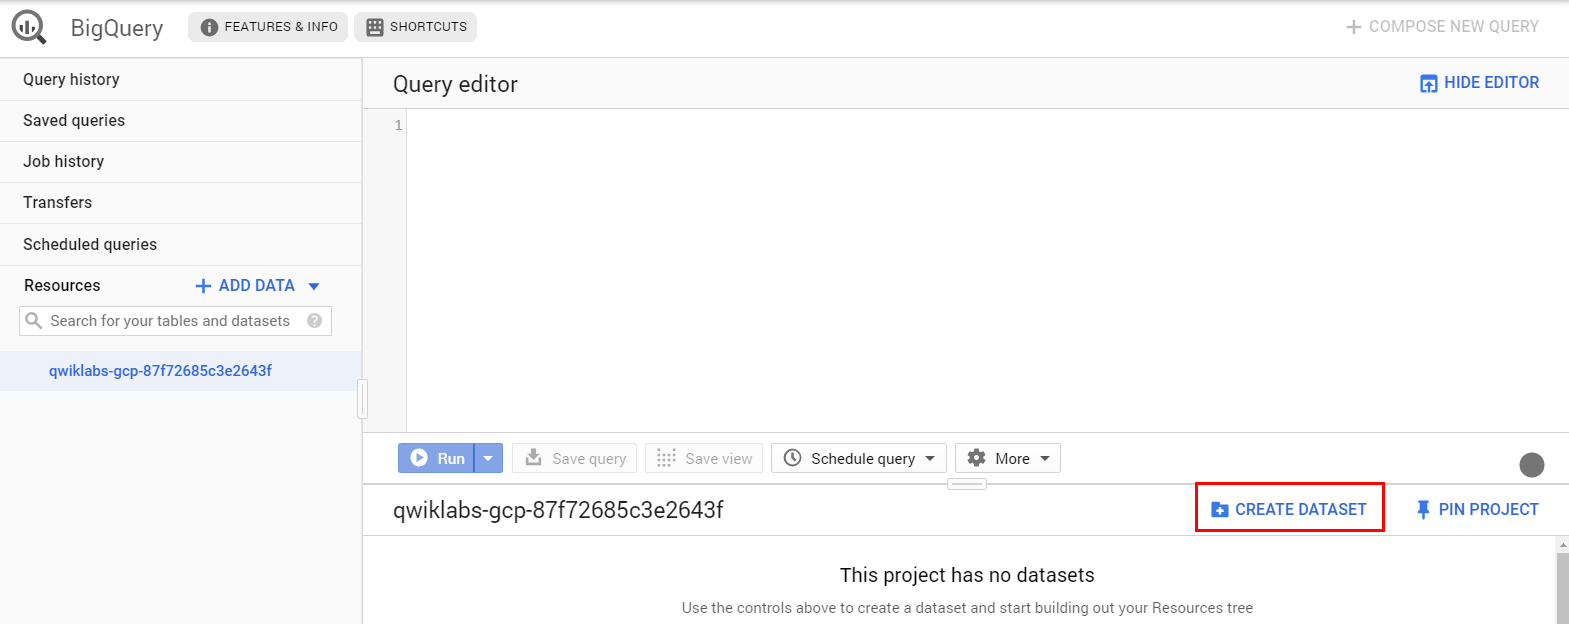 BigQuery FEATURES & INFO SHORTCUTS + COMPOSE NEW QUERY
Query history
Saved queries
Job history
Transfers
Scheduled queries
Resources + ADD DATA
Search for your tables and datasets ?
qwiklabs-gcp-87f72685c3e2643f
Query editor HIDE EDITOR
1
Run Save query Save view Schedule query More
qwiklabs-gcp-87f72685c3e2643f CREATE DATASET PIN PROJECT
This project has no datasets
Use the controls above to create a dataset and start building out your Resources tree